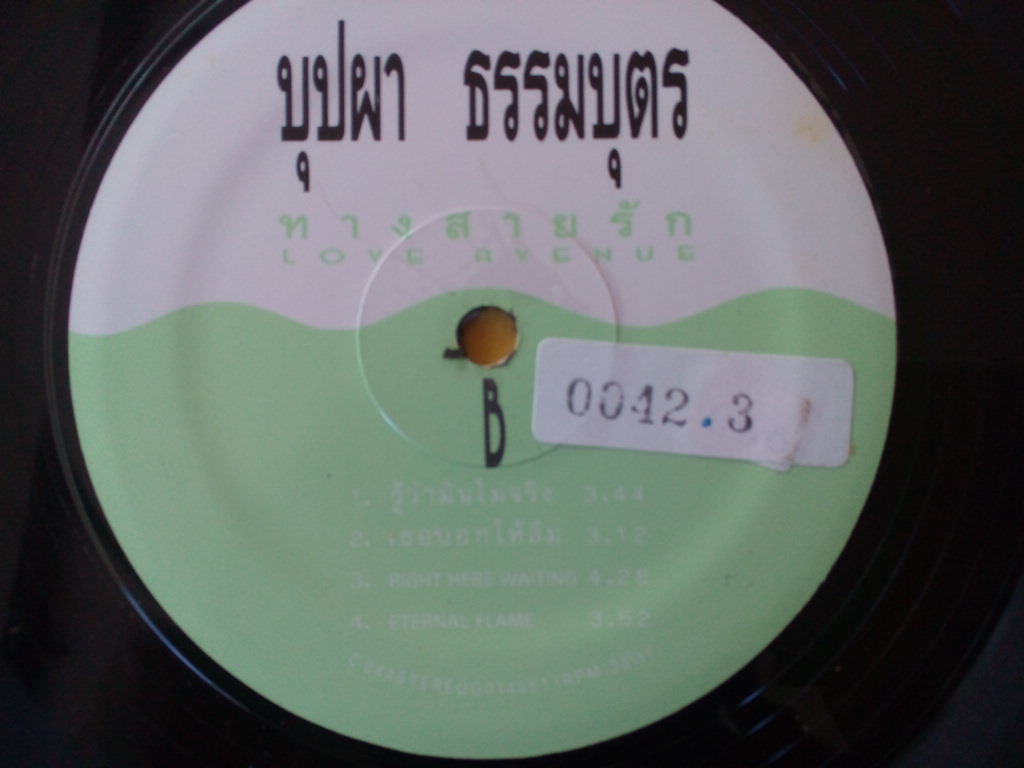 บุปผา ธรรมบุตร
ทางสายรัก
LOVE AVENUE
B
0042.3
1. รู้ว่ามันไม่จริง 3.44
2. เธอบอกให้ลืม 3.12
3. RIGHT HERE WAITING 4.28
4. ETERNAL FLAME 3.52